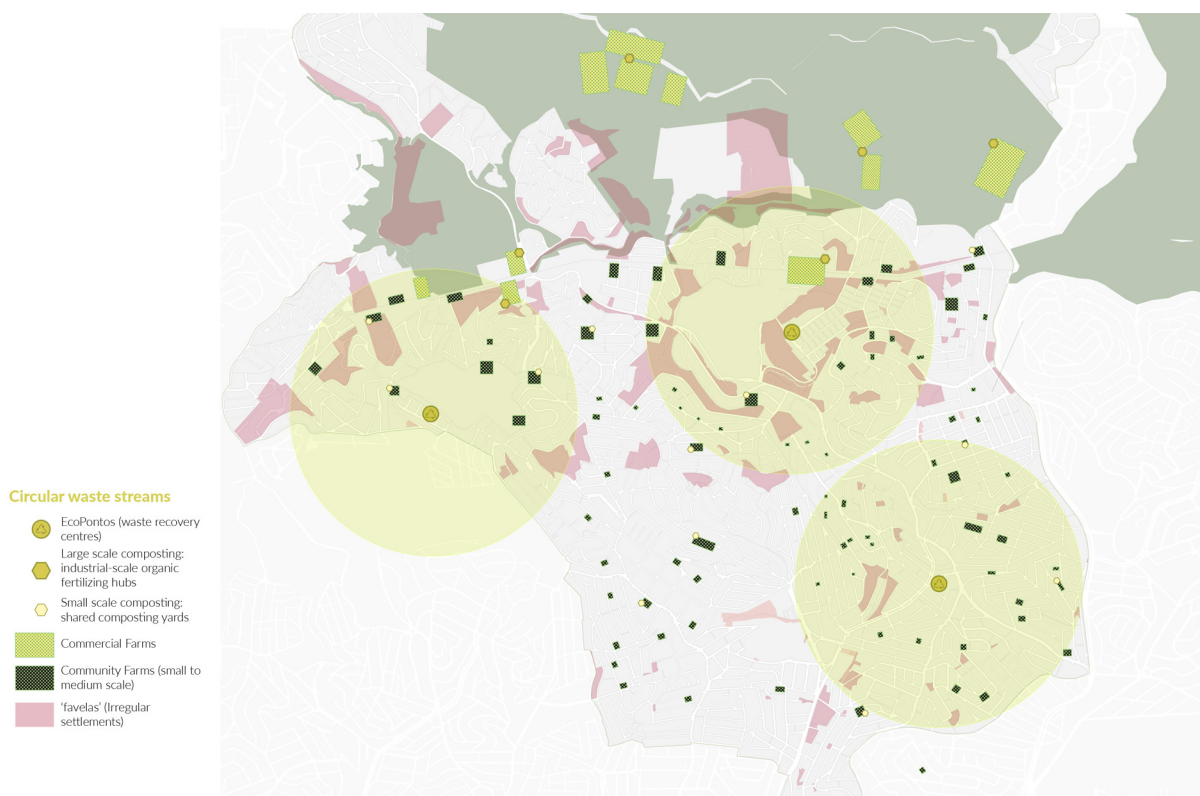 Circular waste streams
EcoPontos (waste recovery
centres)
Large scale composting:
industrial-scale organic
fertilizing hubs
Small scale composting:
shared composting yards
Commercial Farms
Community Farms (small to
medium scale)
‘favelas’ (Irregular
settlements)